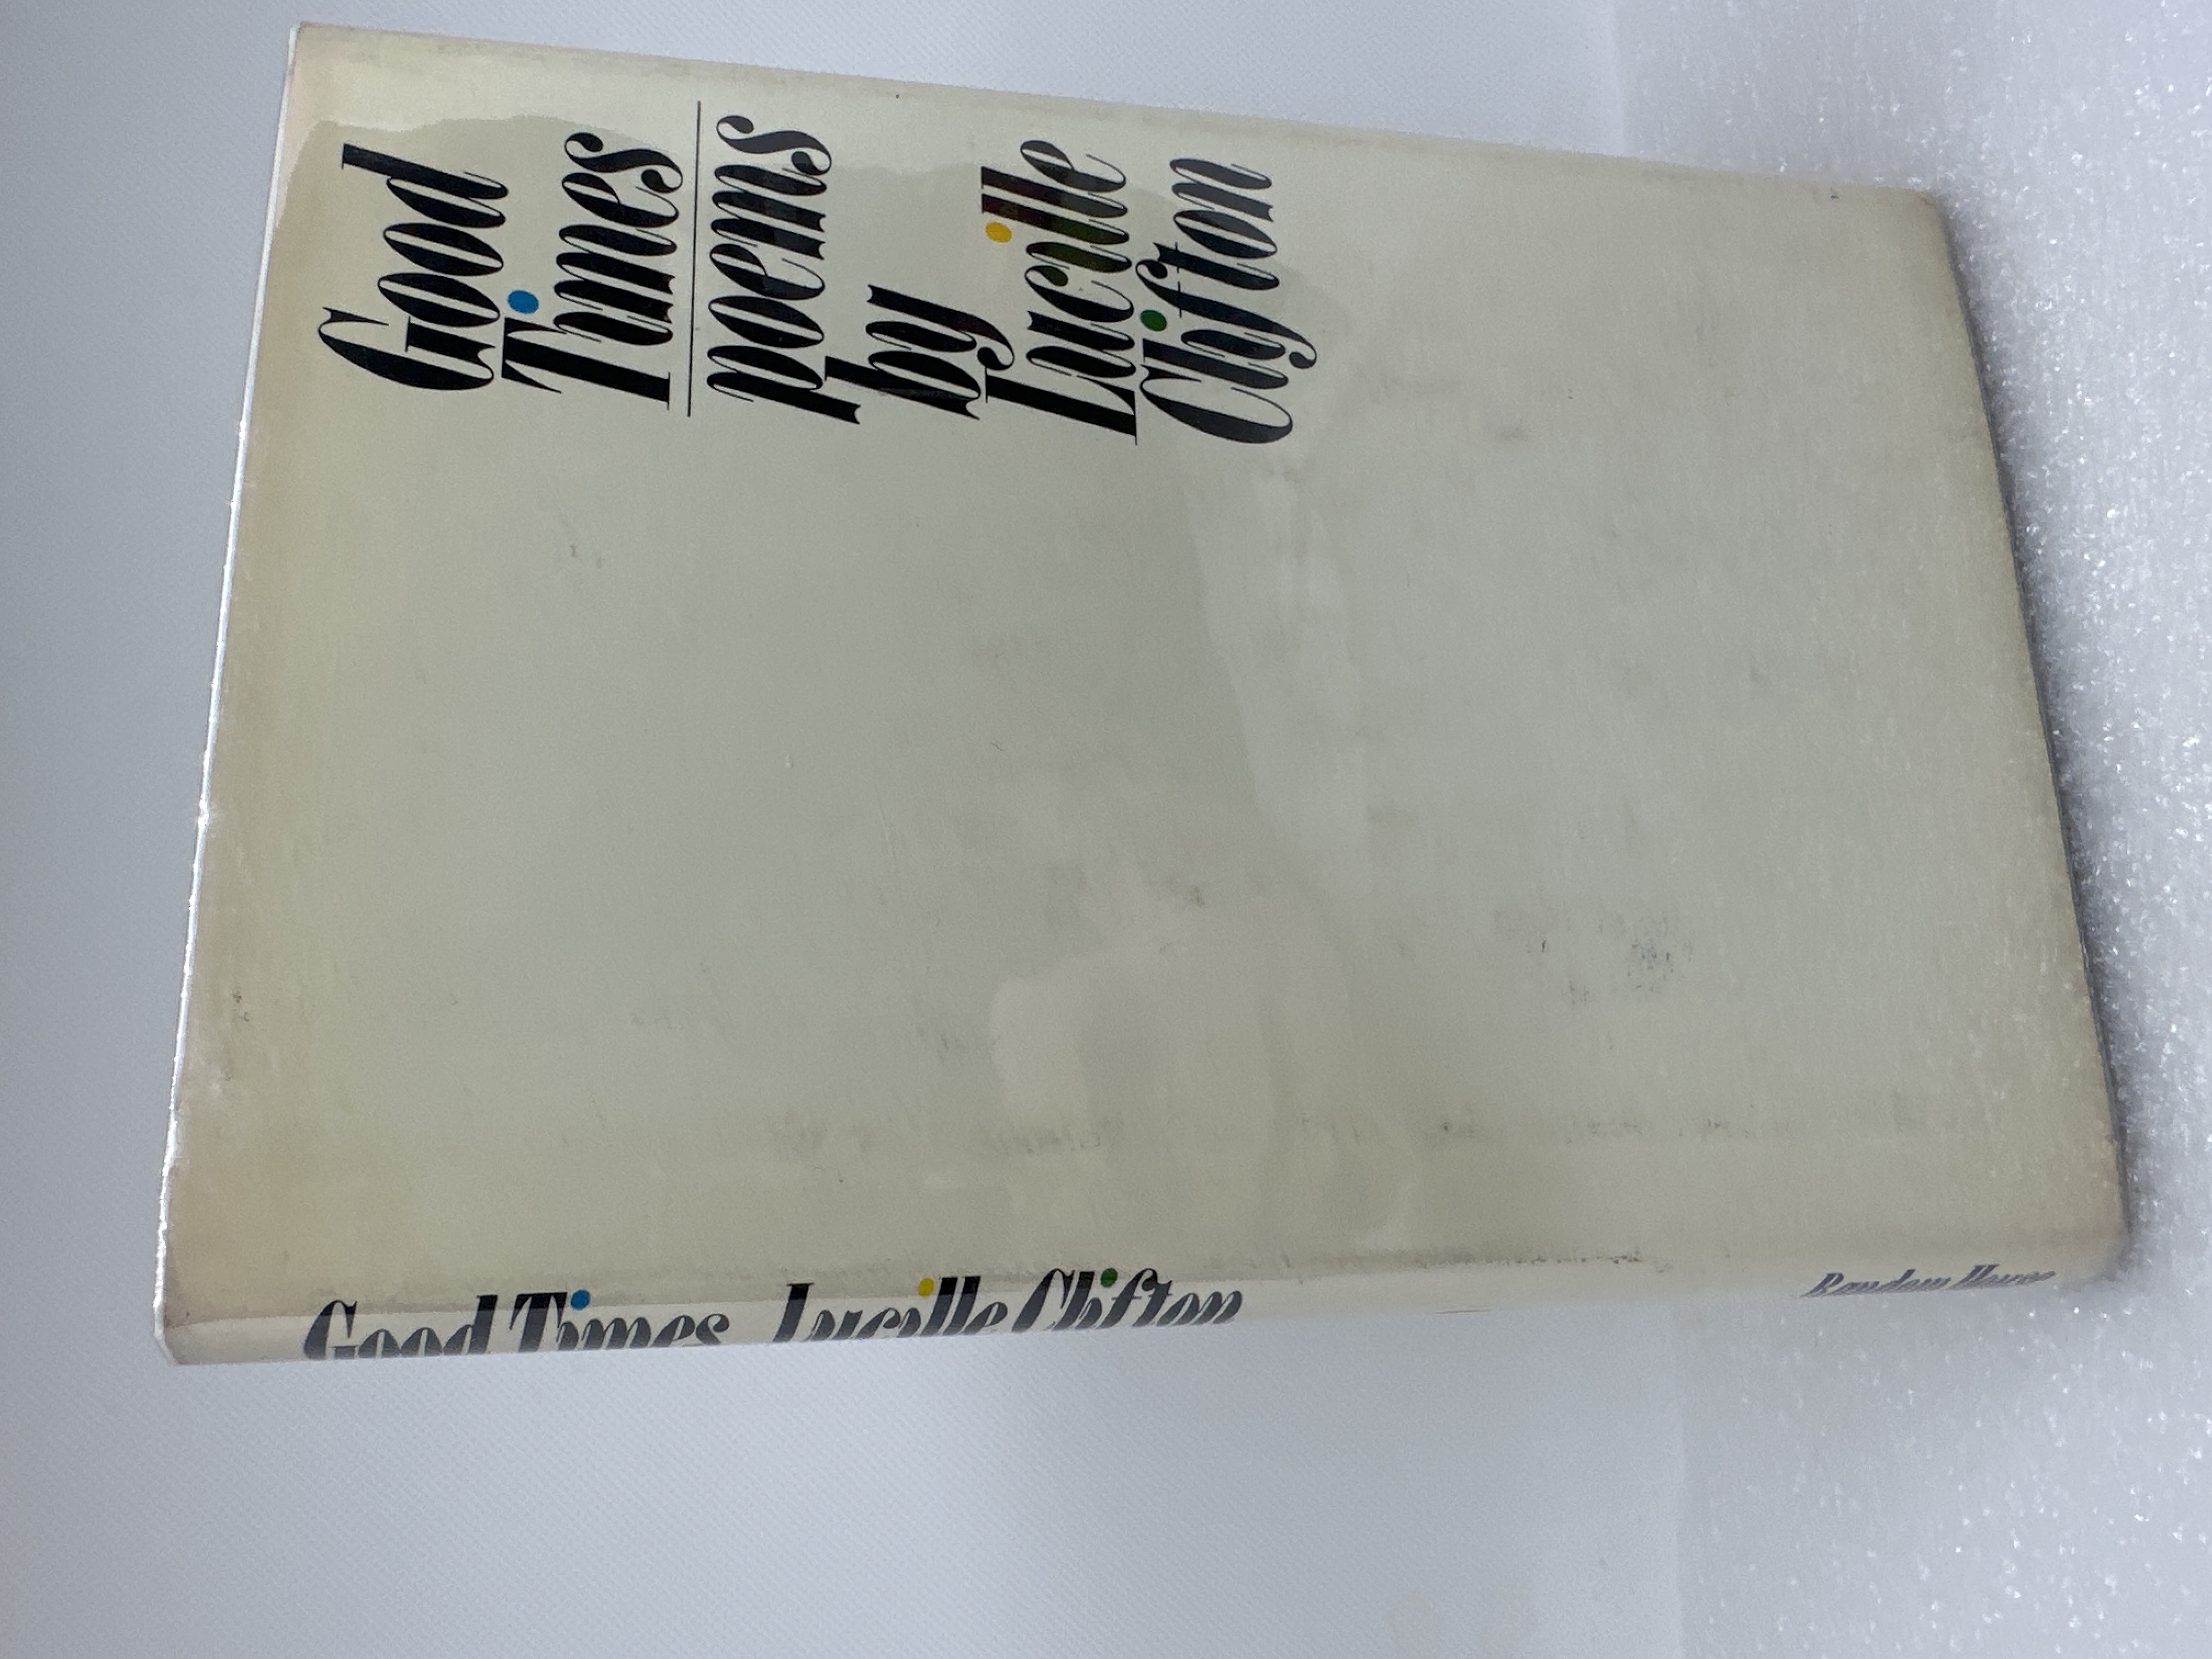 Good
Times
poems
by
Lucille
Clifton
Good Times Lucille Clifton
Random House